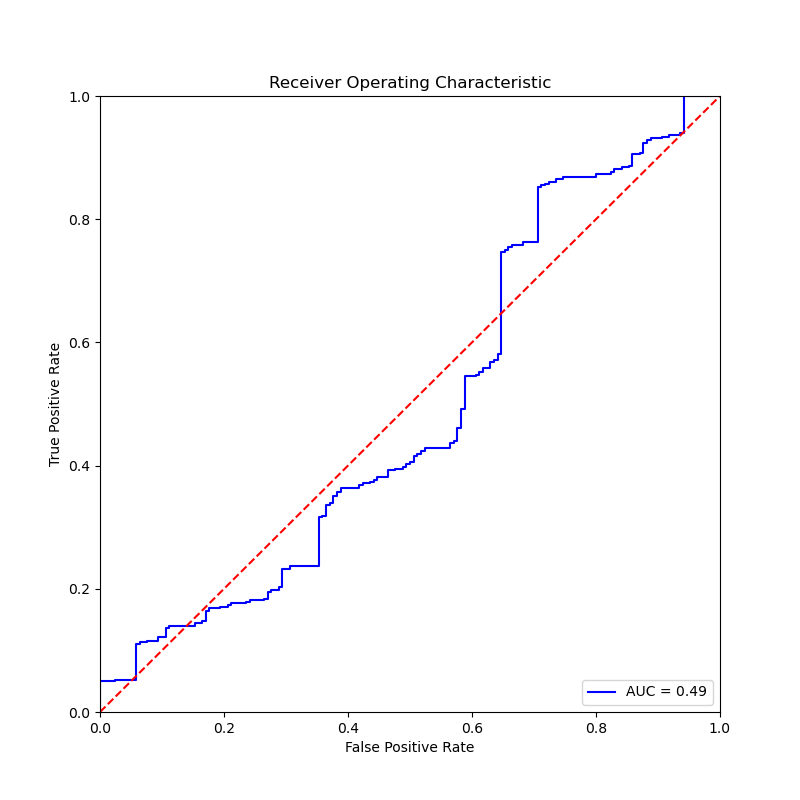 Receiver Operating Characteristic
True Positive Rate
1.0
0.8
0.6
0.4
0.2
0.0
AUC = 0.49
0.0 0.2 0.4 0.6 0.8 1.0
False Positive Rate